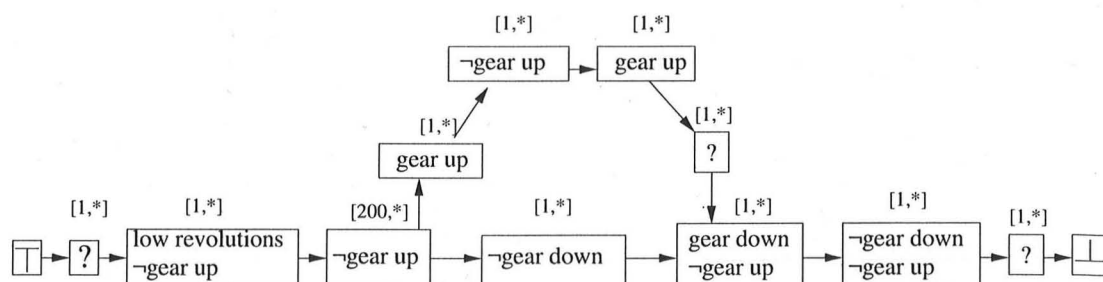 [1,*] [1,*]
¬gear up gear up
[1,*] [1,*]
gear up ?
[1,*] [1,*] [200,*] [1,*] [1,*] [1,*] [1,*]
⊤ ? low revolutions
¬gear up ¬gear up ¬gear down gear down
¬gear up ¬gear down
¬gear up ? ⊥